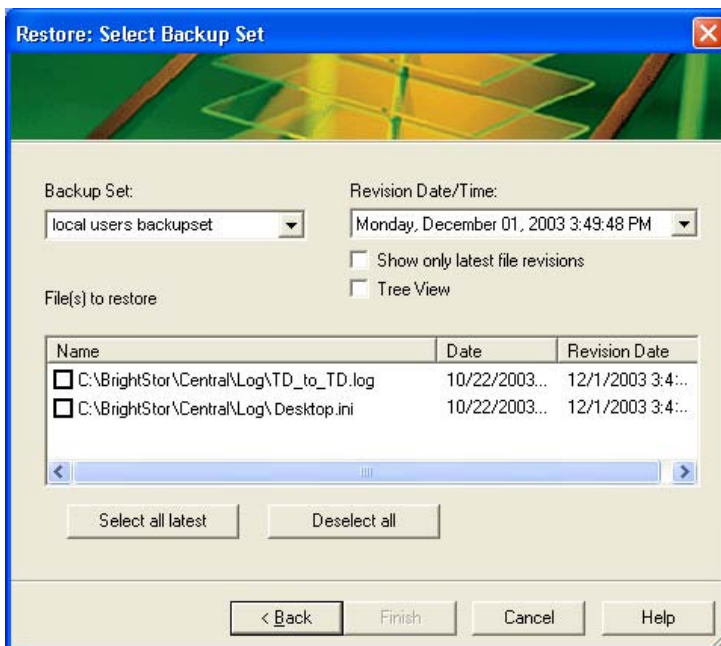 Restore: Select Backup Set
Backup Set:
Revision Date/Time:
local users backupset
Monday, December 01, 2003 3:49:48 PM
Show only latest file revisions
Tree View
File(s) to restore
Name Date Revision Date
C:\BrightStor\Central\Log\TD_to_TD.log 10/22/2003... 12/1/2003 3:4:..
C:\BrightStor\Central\Log\Desktop.ini 10/22/2003... 12/1/2003 3:4:..
Select all latest Deselect all
< Back Finish Cancel Help